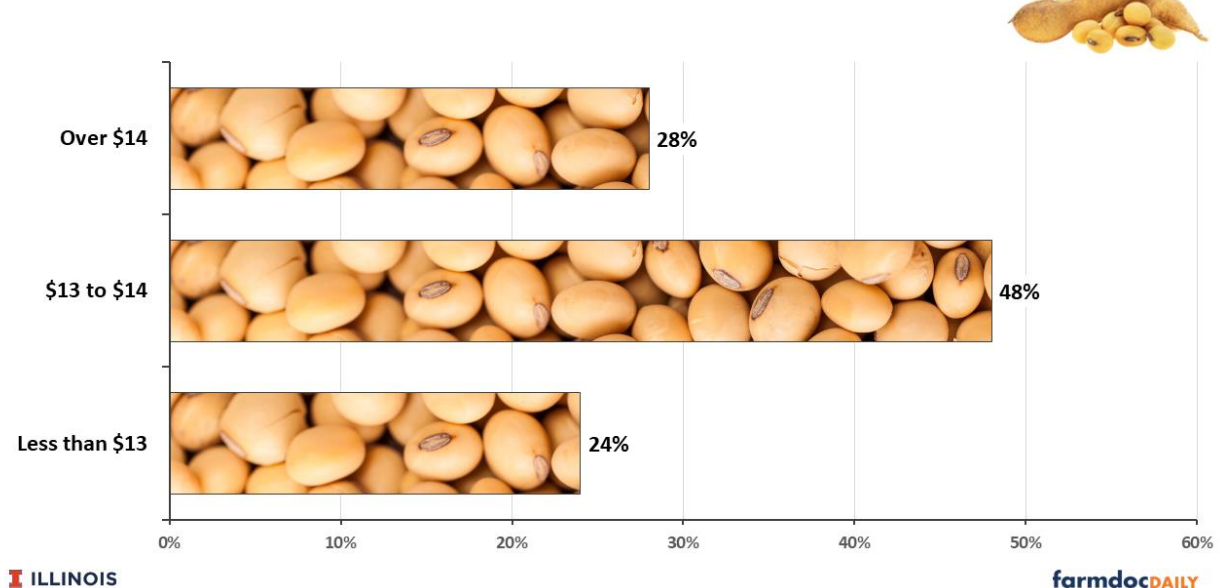 Over $14
28%
$13 to $14
48%
Less than $13
24%
0%
10%
20%
30%
40%
50%
60%
I ILLINOIS
farmdocDAILY